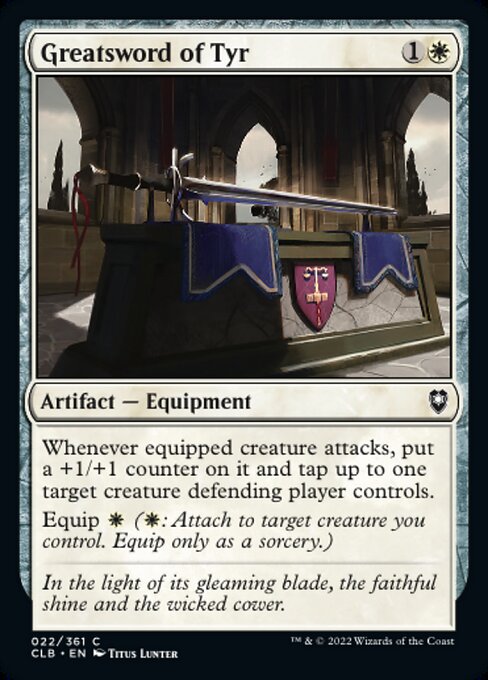 Greatsword of Tyr 1
Artifact — Equipment
Whenever equipped creature attacks, put
a +1/+1 counter on it and tap up to one
target creature defending player controls.
Equip (: Attach to target creature you
control. Equip only as a sorcery.)
In the light of its gleaming blade, the faithful
shine and the wicked cower.
022/361 C
CLB • EN Titus Lunter
™ & © 2022 Wizards of the Coast